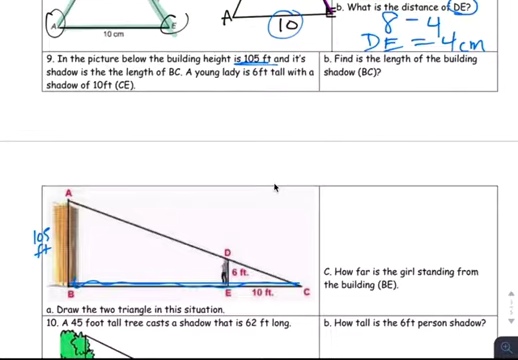 A
E
10 cm
A
10
E
b. What is the distance of DE?
8 - 4
DE = 4cm
9. In the picture below the building height is 105 ft and it's
shadow is the the length of BC. A young lady is 6ft tall with a
shadow of 10ft (CE).
b. Find is the length of the building
shadow (BC)?
A
105
ft
D
6 ft.
B
E
10 ft.
C
C. How far is the girl standing from
the building (BE).
a. Draw the two triangle in this situation.
10. A 45 foot tall tree casts a shadow that is 62 ft long.
b. How tall is the 6ft person shadow?